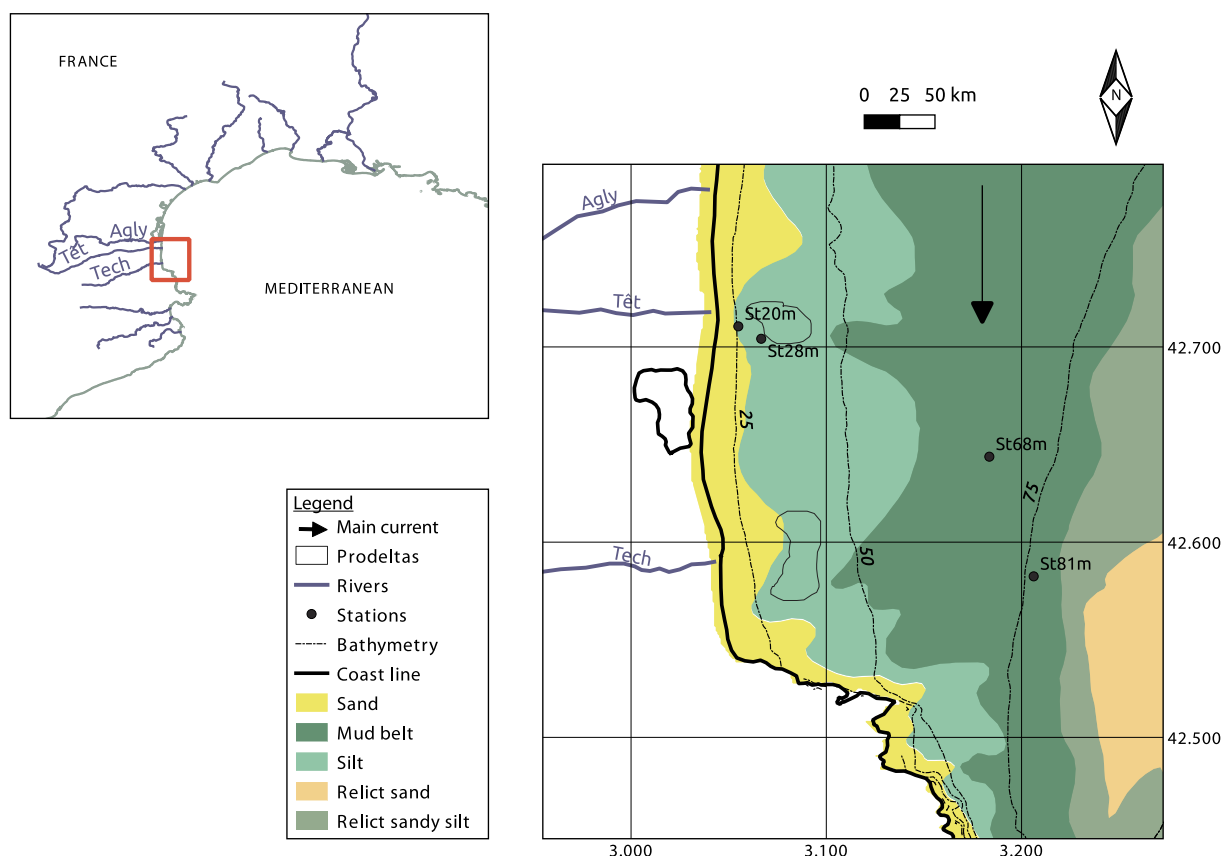 FRANCE
Agly
Têt
Tech
MEDITERRANEAN
0 25 50 km
N
Agly
Têt
St20m
St28m
42.700
25
St68m
75
Tech
50
42.600
St81m
42.500
3.000 3.100 3.200
Legend
Main current
Prodeltas
Rivers
Stations
Bathymetry
Coast line
Sand
Mud belt
Silt
Relict sand
Relict sandy silt